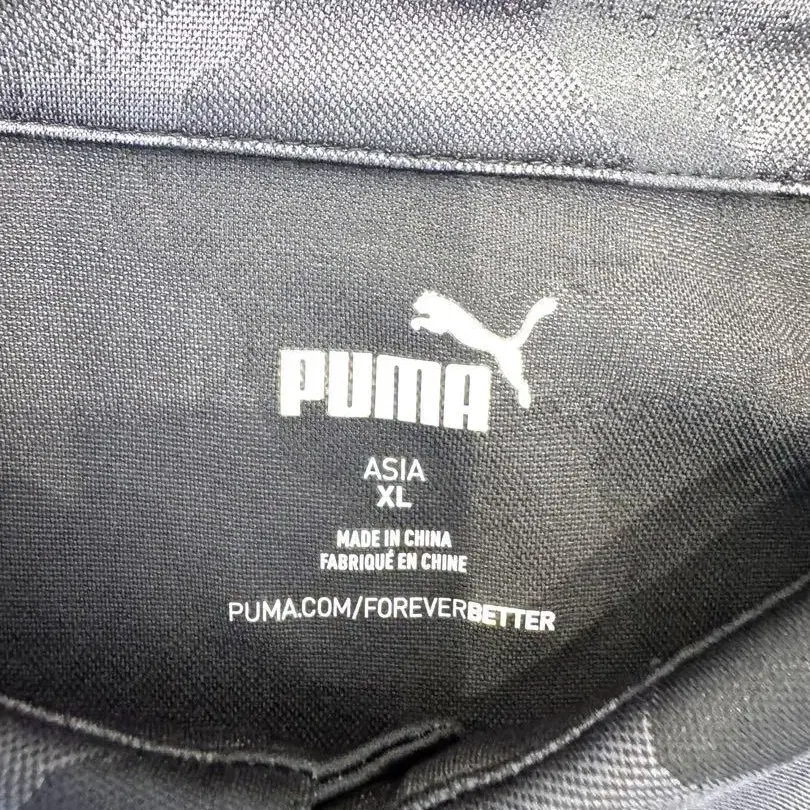 PUMA
ASIA
XL
MADE IN CHINA
FABRIQUÉ EN CHINE
PUMA.COM/FOREVERBETTER